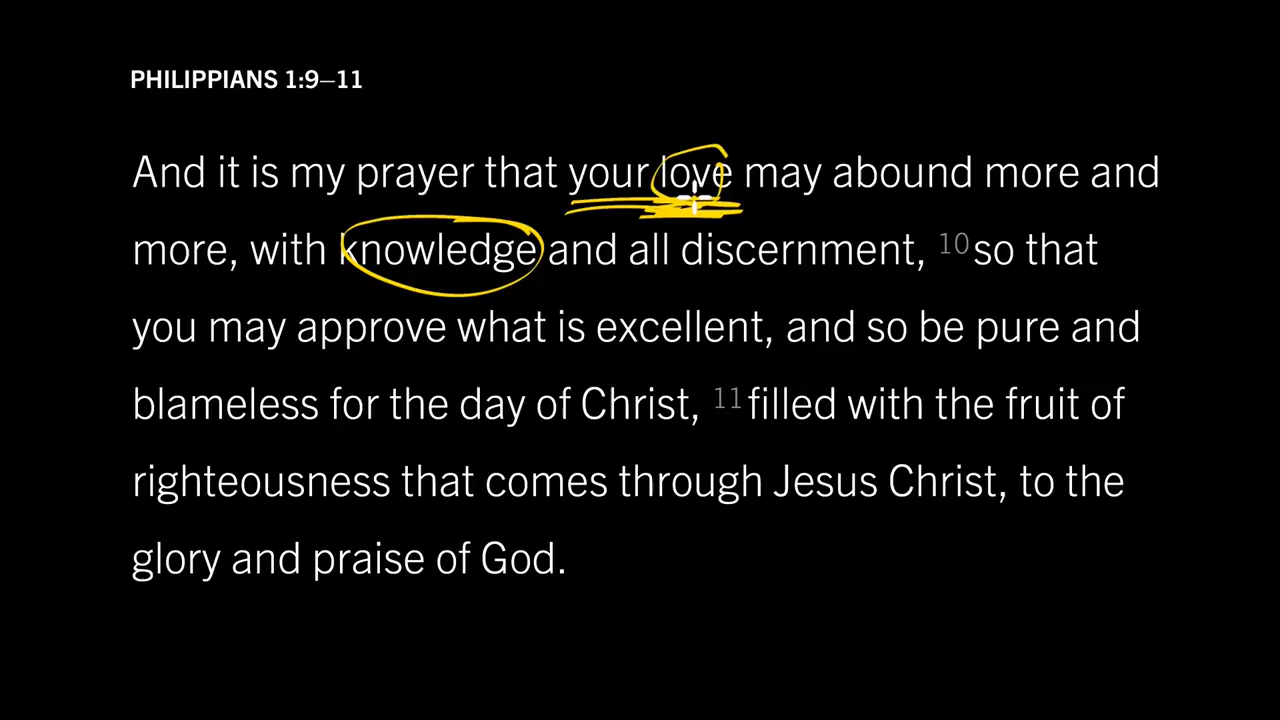 PHILIPPIANS 1:9–11
And it is my prayer that your love may abound more and
more, with knowledge and all discernment, 10 so that
you may approve what is excellent, and so be pure and
blameless for the day of Christ, 11 filled with the fruit of
righteousness that comes through Jesus Christ, to the
glory and praise of God.